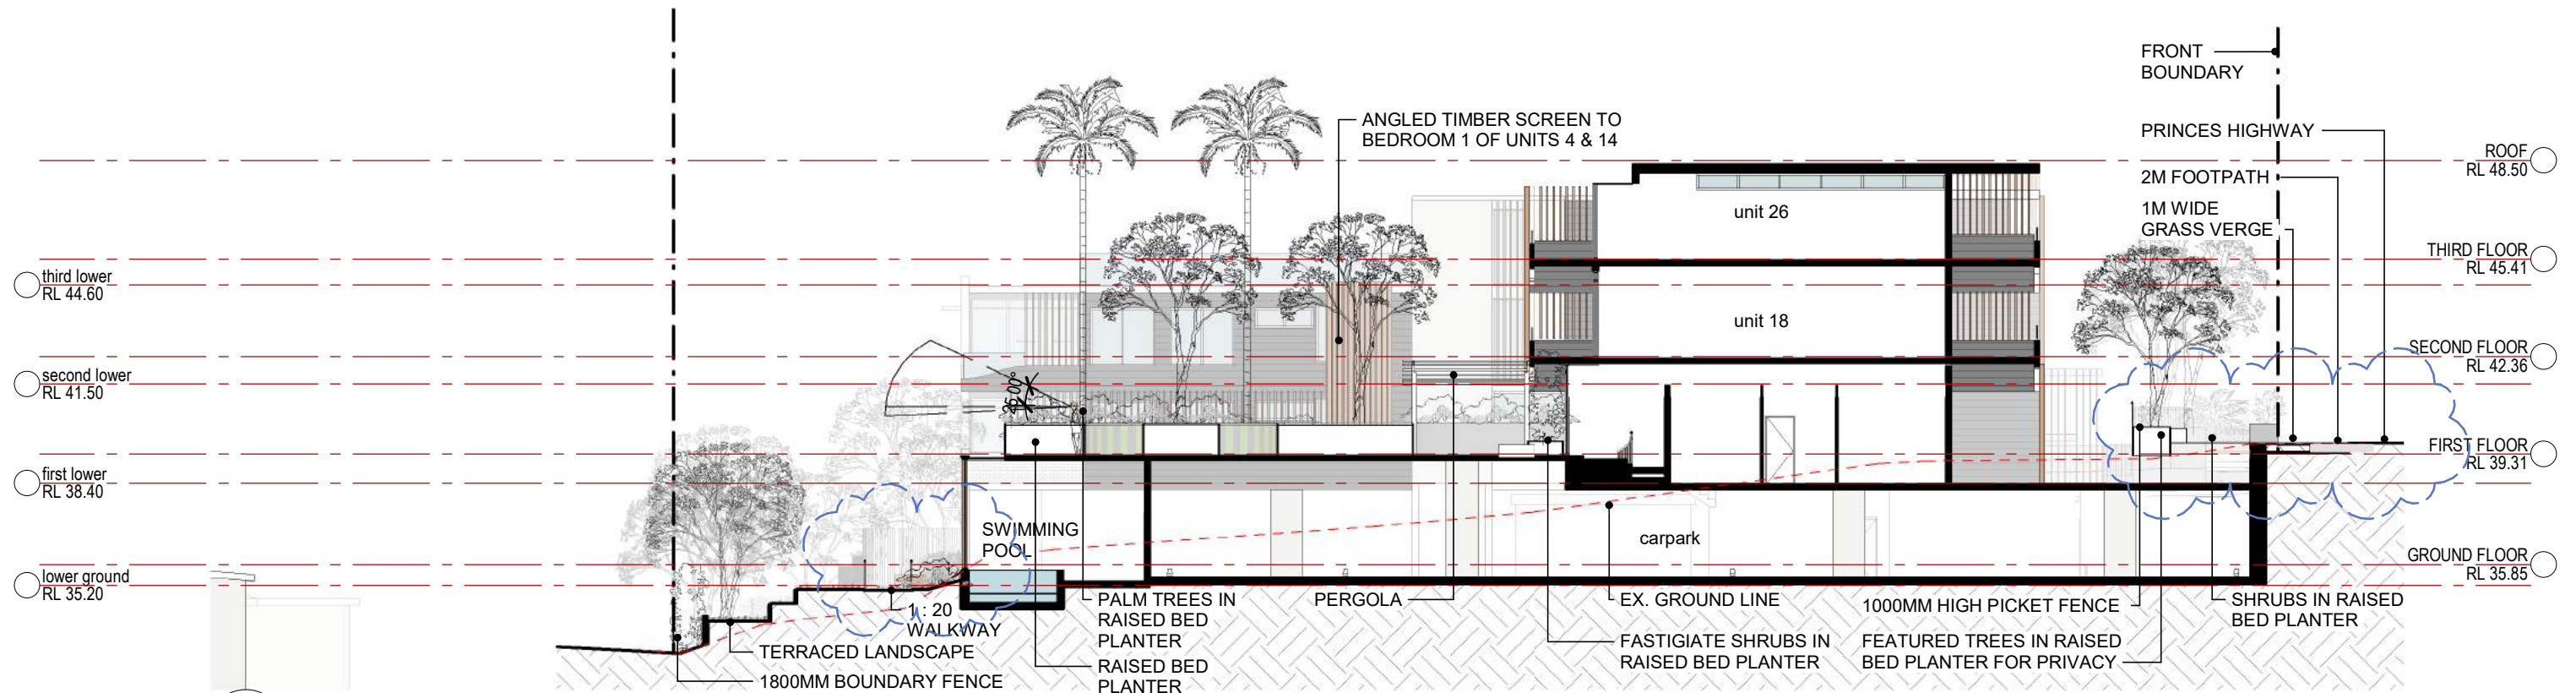 FRONT
BOUNDARY
ANGLED TIMBER SCREEN TO
BEDROOM 1 OF UNITS 4 & 14
PRINCES HIGHWAY
ROOF
RL 48.50
2M FOOTPATH
1M WIDE
GRASS VERGE
unit 26
THIRD FLOOR
RL 45.41
third lower
RL 44.60
unit 18
SECOND FLOOR
RL 42.36
second lower
RL 41.50
FIRST FLOOR
RL 39.31
first lower
RL 38.40
SWIMMING
POOL
carpark
GROUND FLOOR
RL 35.85
lower ground
RL 35.20
1 : 20
WALKWAY
PALM TREES IN
RAISED BED
PLANTER
PERGOLA
EX. GROUND LINE
1000MM HIGH PICKET FENCE
SHRUBS IN RAISED
BED PLANTER
TERRACED LANDSCAPE
FASTIGIATE SHRUBS IN
RAISED BED PLANTER
FEATURED TREES IN RAISED
BED PLANTER FOR PRIVACY
RAISED BED
PLANTER
1800MM BOUNDARY FENCE